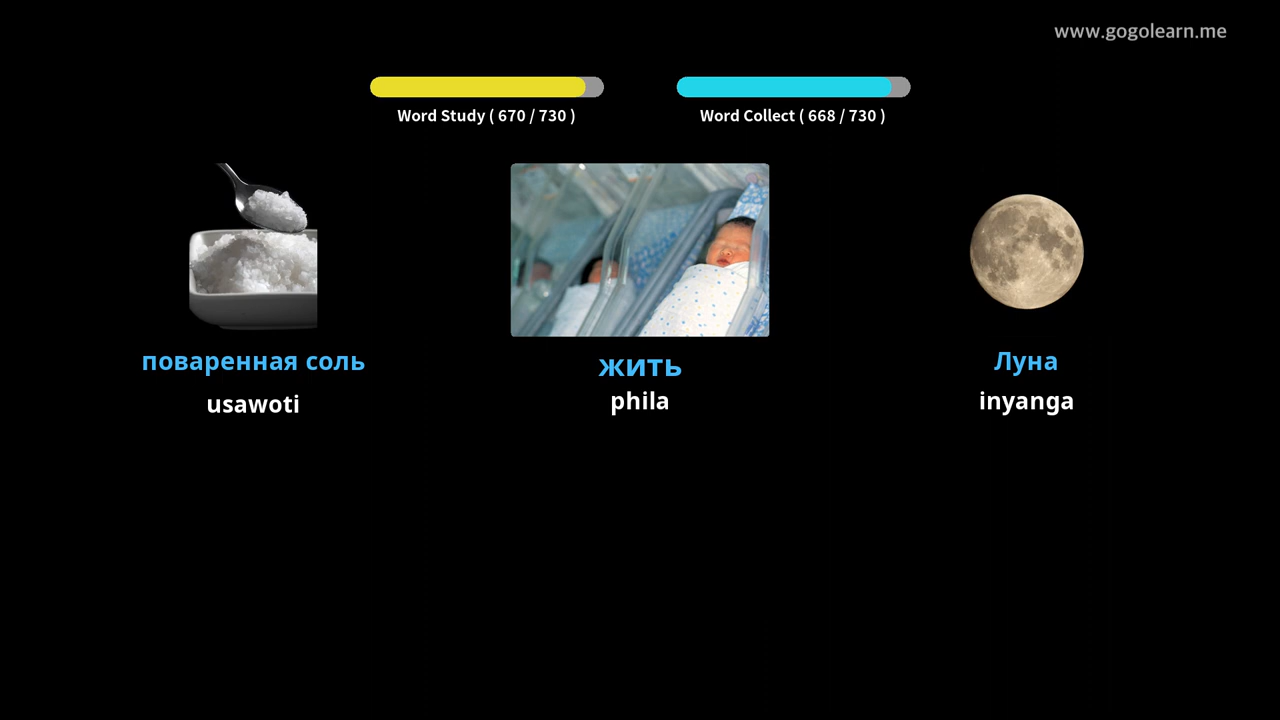 www.gogolearn.me
Word Study ( 670 / 730 )
Word Collect ( 668 / 730 )
поваренная соль
usawoti
жить
phila
Луна
inyanga